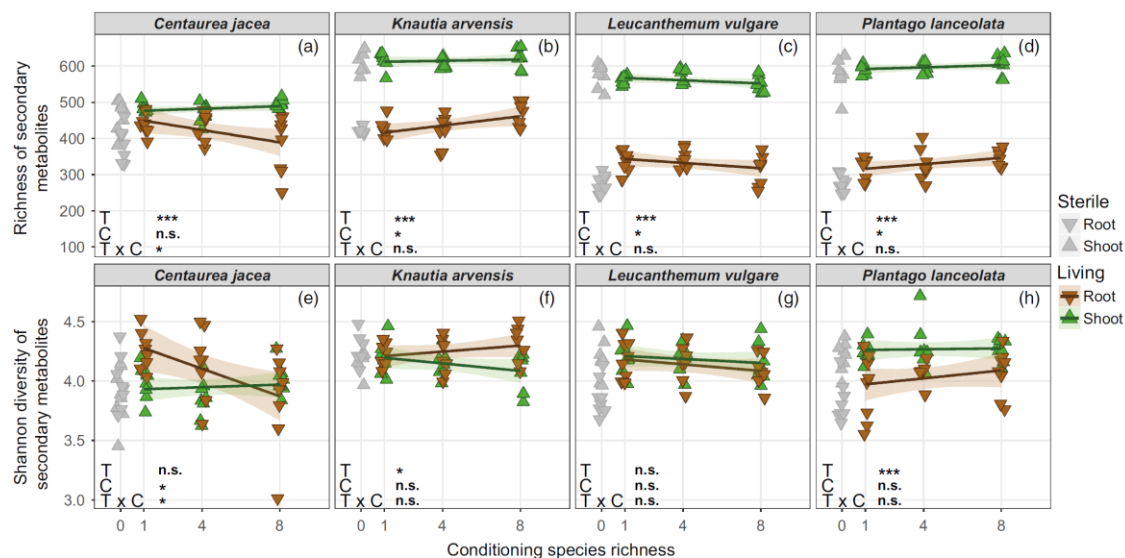 Centaurea jacea Knautia arvensis Leucanthemum vulgare Plantago lanceolata
(a) (b) (c) (d)
Richness of secondary
metabolites
600
500
400
300
200
100
T *** T *** T *** T ***
C n.s. C * C * C *
T x C * T x C n.s. T x C n.s. T x C n.s.
Sterile
Root
Shoot
Living
Root
Shoot
Centaurea jacea Knautia arvensis Leucanthemum vulgare Plantago lanceolata
(e) (f) (g) (h)
Shannon diversity of
secondary metabolites
4.5
4.0
3.5
3.0
T n.s. T * T n.s. T ***
C * C n.s. C n.s. C n.s.
T x C * T x C n.s. T x C n.s. T x C n.s.
0 1 4 8 0 1 4 8 0 1 4 8 0 1 4 8
Conditioning species richness